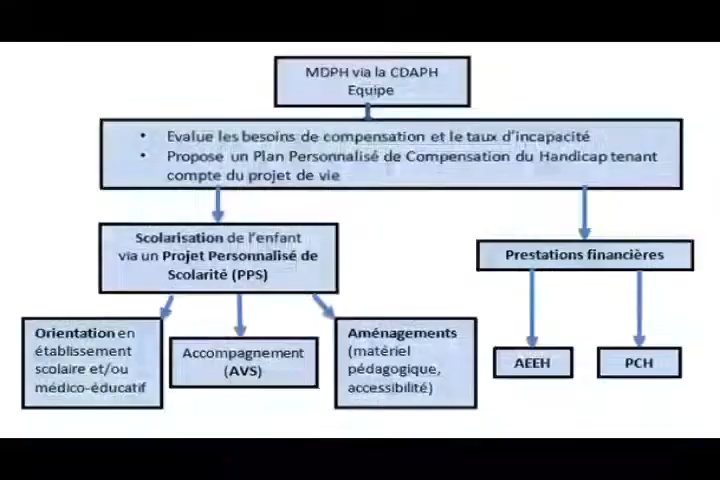 MDPH via la CDAPH
Equipe
• Evalue les besoins de compensation et le taux d'incapacité
• Propose un Plan Personnalisé de Compensation du Handicap tenant
compte du projet de vie
Scolarisation de l'enfant
via un Projet Personnalisé de
Scolarité (PPS)
Prestations financières
Orientation en
établissement
scolaire et/ou
médico-éducatif
Accompagnement
(AVS)
Aménagements
(matériel
pédagogique,
accessibilité)
AEEH
PCH